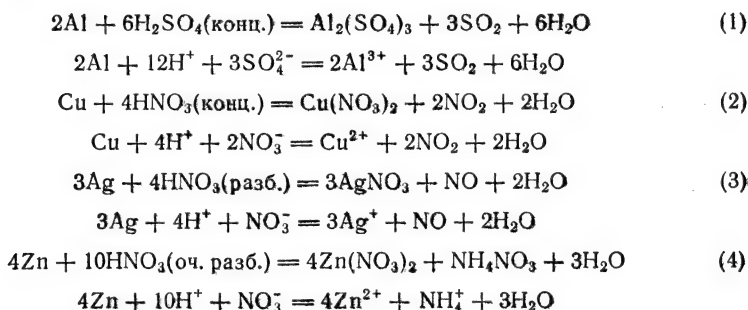 2Al + 6H₂SO₄(конц.) = Al₂(SO₄)₃ + 3SO₂ + 6H₂O (1)
2Al + 12H⁺ + 3SO₄²⁻ = 2Al³⁺ + 3SO₂ + 6H₂O
Cu + 4HNO₃(конц.) = Cu(NO₃)₂ + 2NO₂ + 2H₂O (2)
Cu + 4H⁺ + 2NO₃⁻ = Cu²⁺ + 2NO₂ + 2H₂O
3Ag + 4HNO₃(разб.) = 3AgNO₃ + NO + 2H₂O (3)
3Ag + 4H⁺ + NO₃⁻ = 3Ag⁺ + NO + 2H₂O
4Zn + 10HNO₃(оч. разб.) = 4Zn(NO₃)₂ + NH₄NO₃ + 3H₂O (4)
4Zn + 10H⁺ + NO₃⁻ = 4Zn²⁺ + NH₄⁺ + 3H₂O